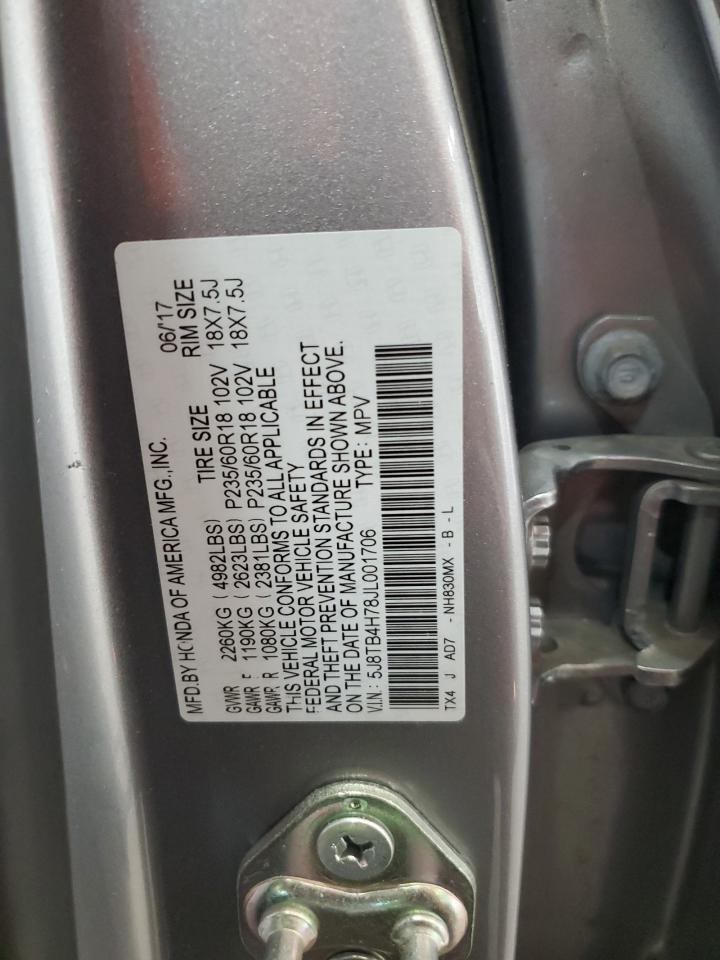 MFD.BY HONDA OF AMERICA MFG.,INC. 06/'17
TIRE SIZE RIM SIZE
GVWR 2260KG ( 4982LBS)
GAWR F 1190KG ( 2623LBS) P235/60R18 102V 18X7.5J
GAWR R 1080KG ( 2381LBS) P235/60R18 102V 18X7.5J
THIS VEHICLE CONFORMS TO ALL APPLICABLE
FEDERAL MOTOR VEHICLE SAFETY
AND THEFT PREVENTION STANDARDS IN EFFECT
ON THE DATE OF MANUFACTURE SHOWN ABOVE.
V.I.N: 5J8TB4H78JL001706 TYPE: MPV
TX4 J AD7 - NH830MX - B - L